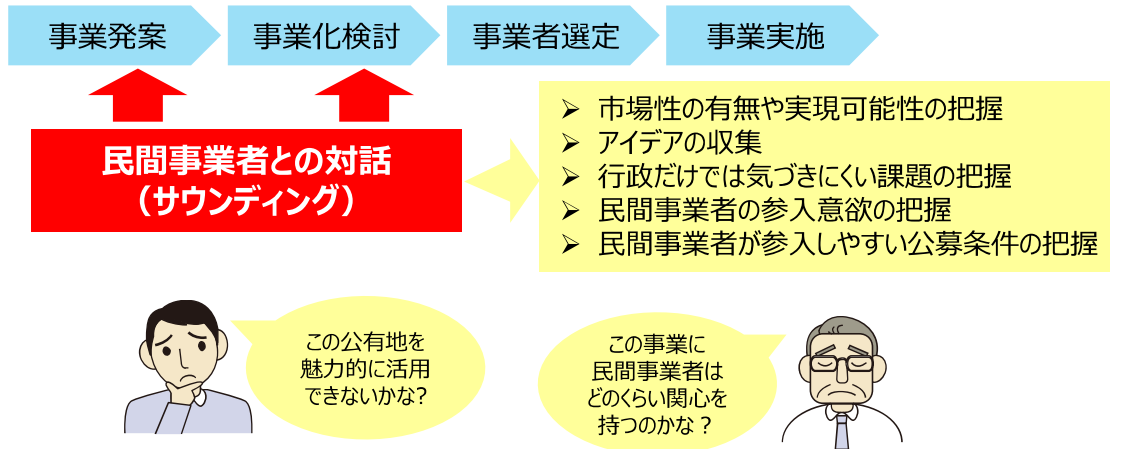 事業発案
事業化検討
事業者選定
事業実施
民間事業者との対話
（サウンディング）
➢ 市場性の有無や実現可能性の把握
➢ アイデアの収集
➢ 行政だけでは気づきにくい課題の把握
➢ 民間事業者の参入意欲の把握
➢ 民間事業者が参入しやすい公募条件の把握
この公有地を
魅力的に活用
できないかな?
この事業に
民間事業者は
どのくらい関心を
持つのかな？